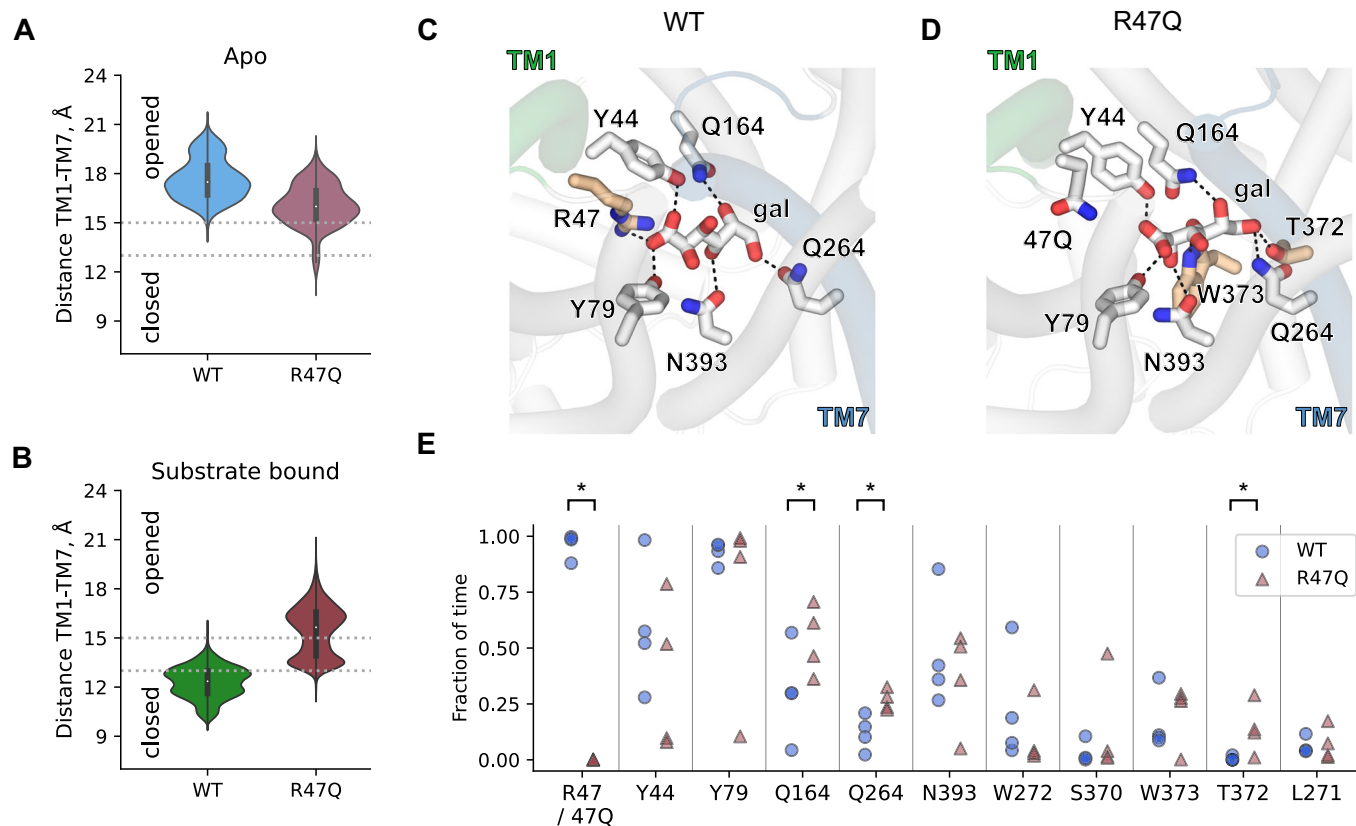 A
Apo
Distance TM1-TM7, Å
24
21
18
15
12
9
opened
closed
WT
R47Q
B
Substrate bound
Distance TM1-TM7, Å
24
21
18
15
12
9
opened
closed
WT
R47Q
C
WT
TM1
Y44
Q164
R47
gal
Q264
Y79
N393
TM7
D
R47Q
TM1
Y44
Q164
gal
T372
47Q
W373
Y79
Q264
N393
TM7
E
* * * *
Fraction of time
1.00
0.75
0.50
0.25
0.00
WT
R47Q
R47 Y44 Y79 Q164 Q264 N393 W272 S370 W373 T372 L271
/ 47Q